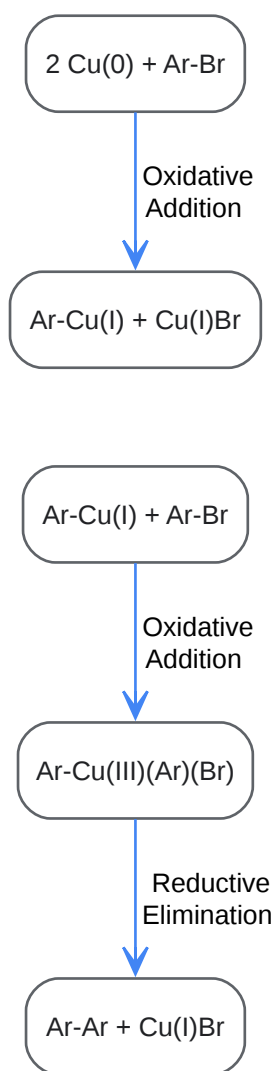 2 Cu(0) + Ar-Br
Oxidative
Addition
Ar-Cu(I) + Cu(I)Br
Ar-Cu(I) + Ar-Br
Oxidative
Addition
Ar-Cu(III)(Ar)(Br)
Reductive
Elimination
Ar-Ar + Cu(I)Br